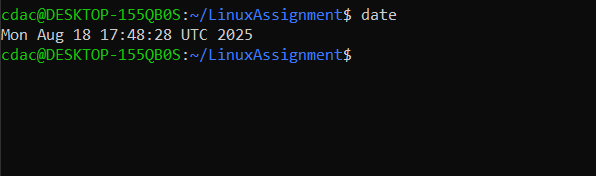 cdac@DESKTOP-155QB0S:~/LinuxAssignment$ date
Mon Aug 18 17:48:28 UTC 2025
cdac@DESKTOP-155QB0S:~/LinuxAssignment$